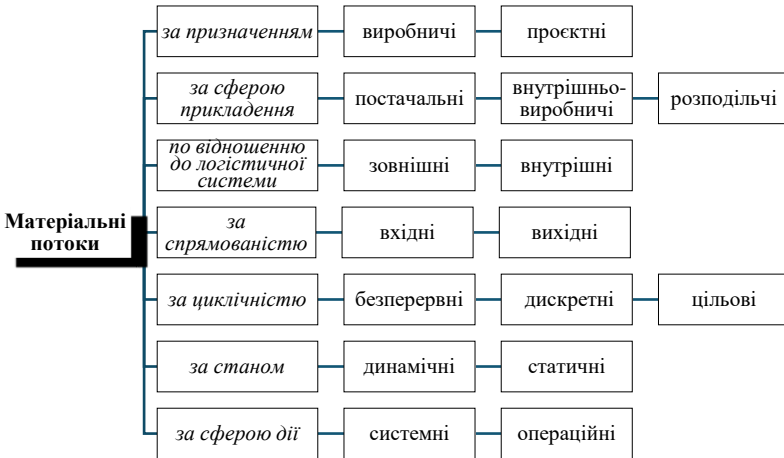 за призначенням
виробничі
проєктні
за сферою
прикладення
постачальні
внутрішньо-
виробничі
розподільчі
по відношенню
до логістичної
системи
зовнішні
внутрішні
Матеріальні
потоки
за
спрямованістю
вхідні
вихідні
за циклічністю
безперервні
дискретні
цільові
за станом
динамічні
статичні
за сферою дії
системні
операційні